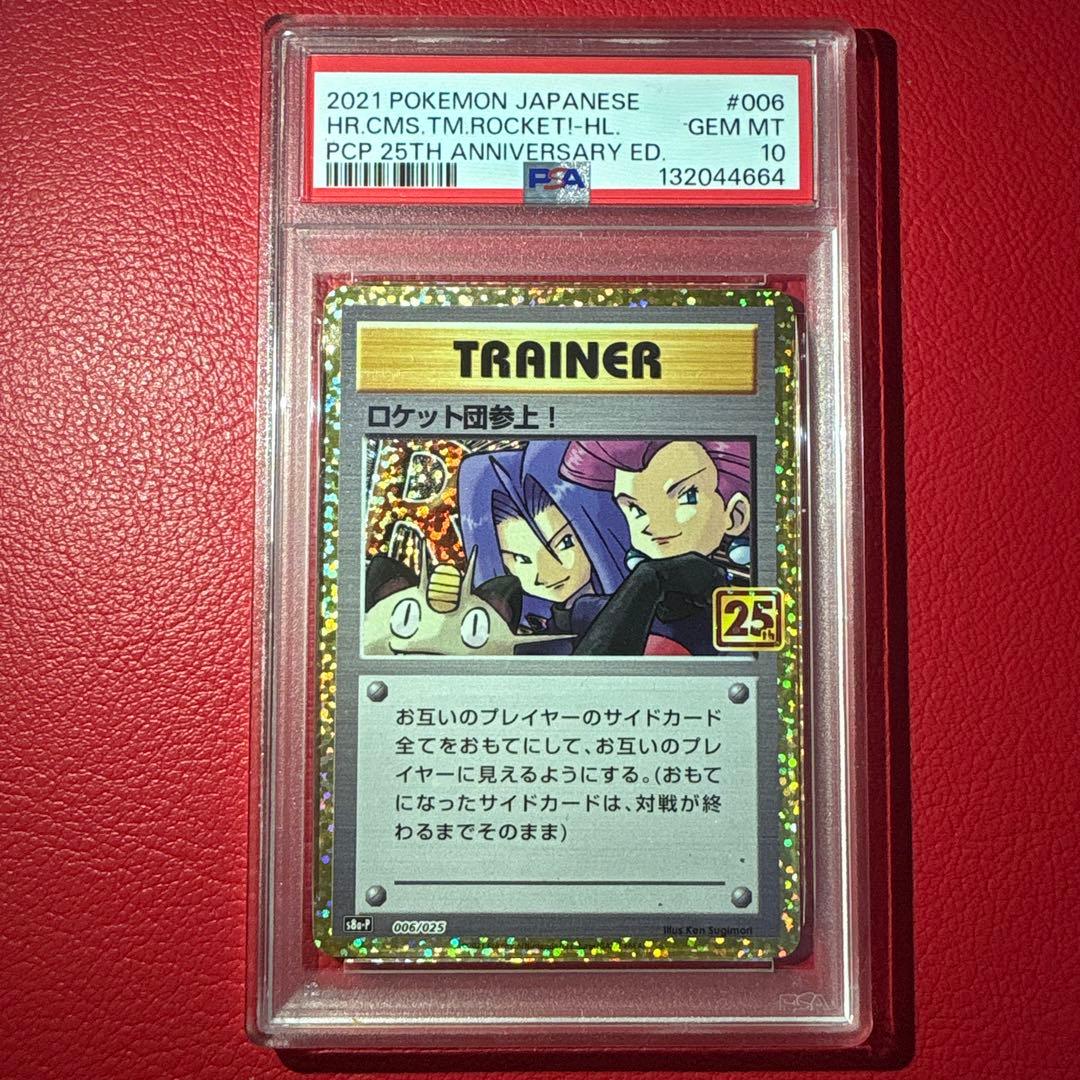 2021 POKEMON JAPANESE #006
HR.CMS.TM.ROCKET!-HL. GEM MT
PCP 25TH ANNIVERSARY ED. 10
PSA 132044664
TRAINER
ロケット団参上!
25th
お互いのプレイヤーのサイドカード
全てをおもてにして、お互いのプレ
イヤーに見えるようにする。(おもて
になったサイドカードは、対戦が終
わるまでそのまま)
s8a-P 006/025 Illus Ken Sugimori
PSA